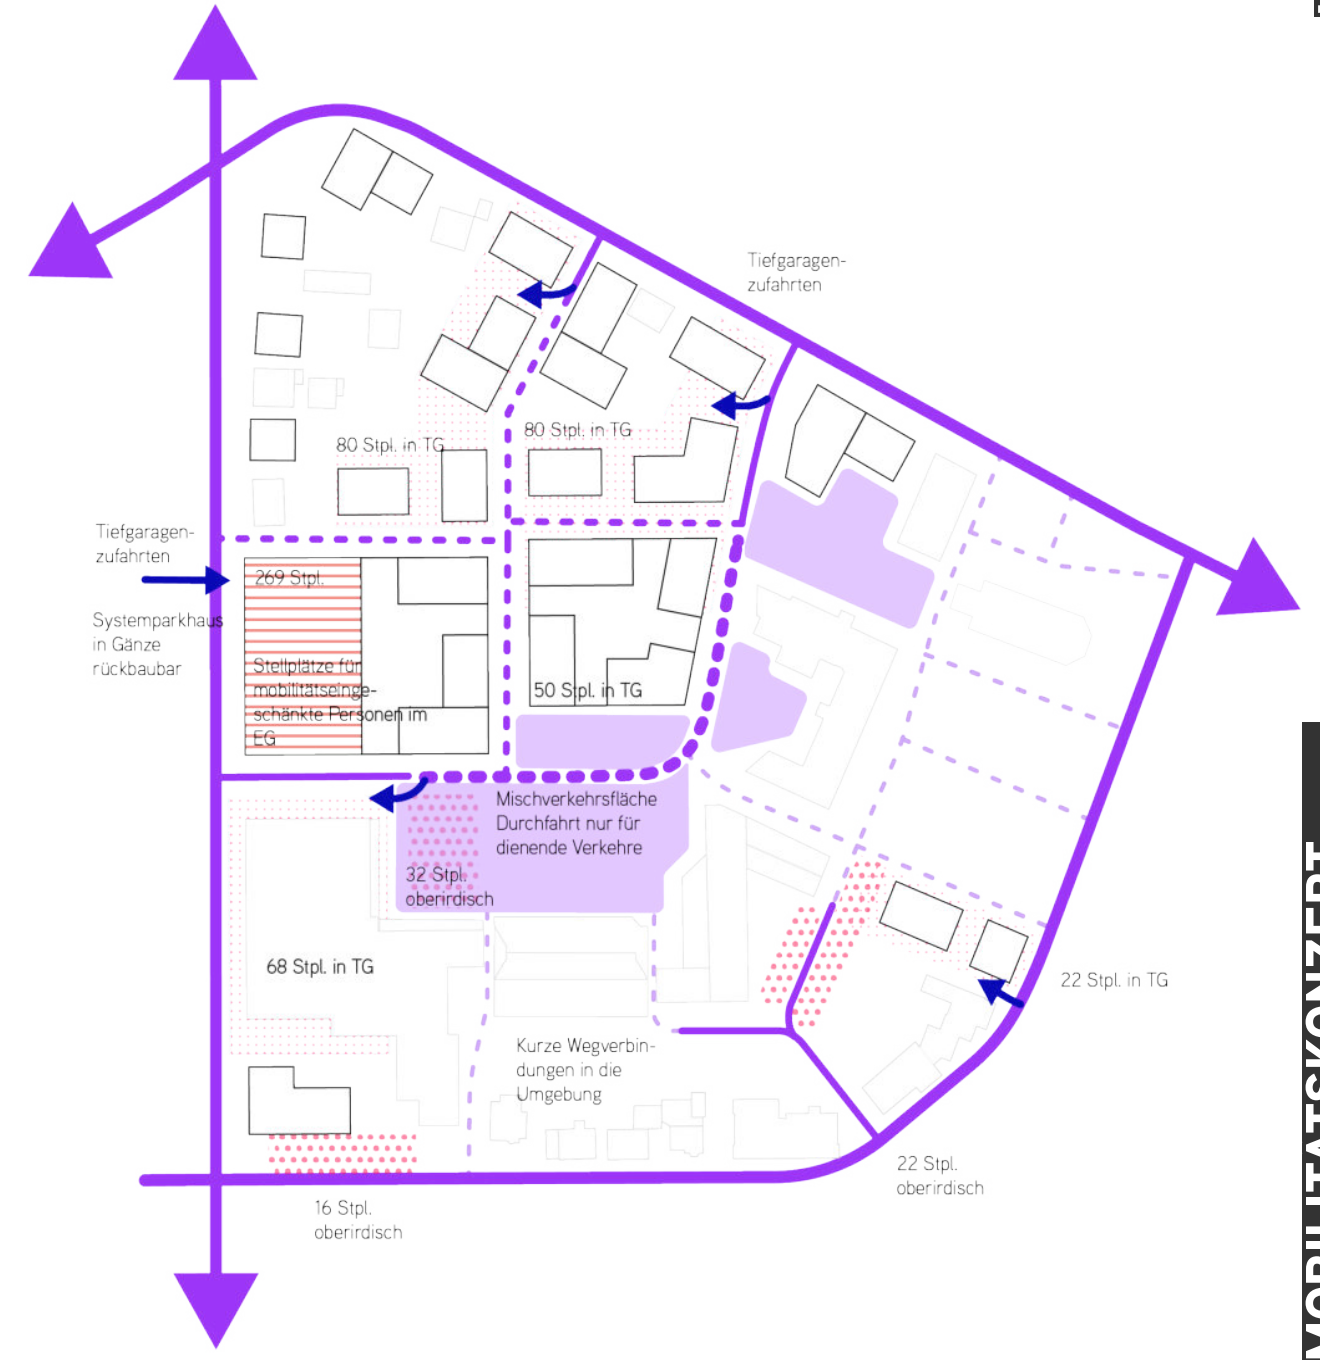 Tiefgaragen-
zufahrten
80 Stpl. in TG
80 Stpl. in TG
Tiefgaragen-
zufahrten
269 Stpl.
Systemparkhaus
in Gänze
rückbaubar
Stellplätze für
mobilitätseinge-
schänkte Personen im
EG
50 Stpl. in TG
Mischverkehrsfläche
Durchfahrt nur für
dienende Verkehre
32 Stpl.
oberirdisch
68 Stpl. in TG
22 Stpl. in TG
Kurze Wegverbin-
dungen in die
Umgebung
22 Stpl.
oberirdisch
16 Stpl.
oberirdisch